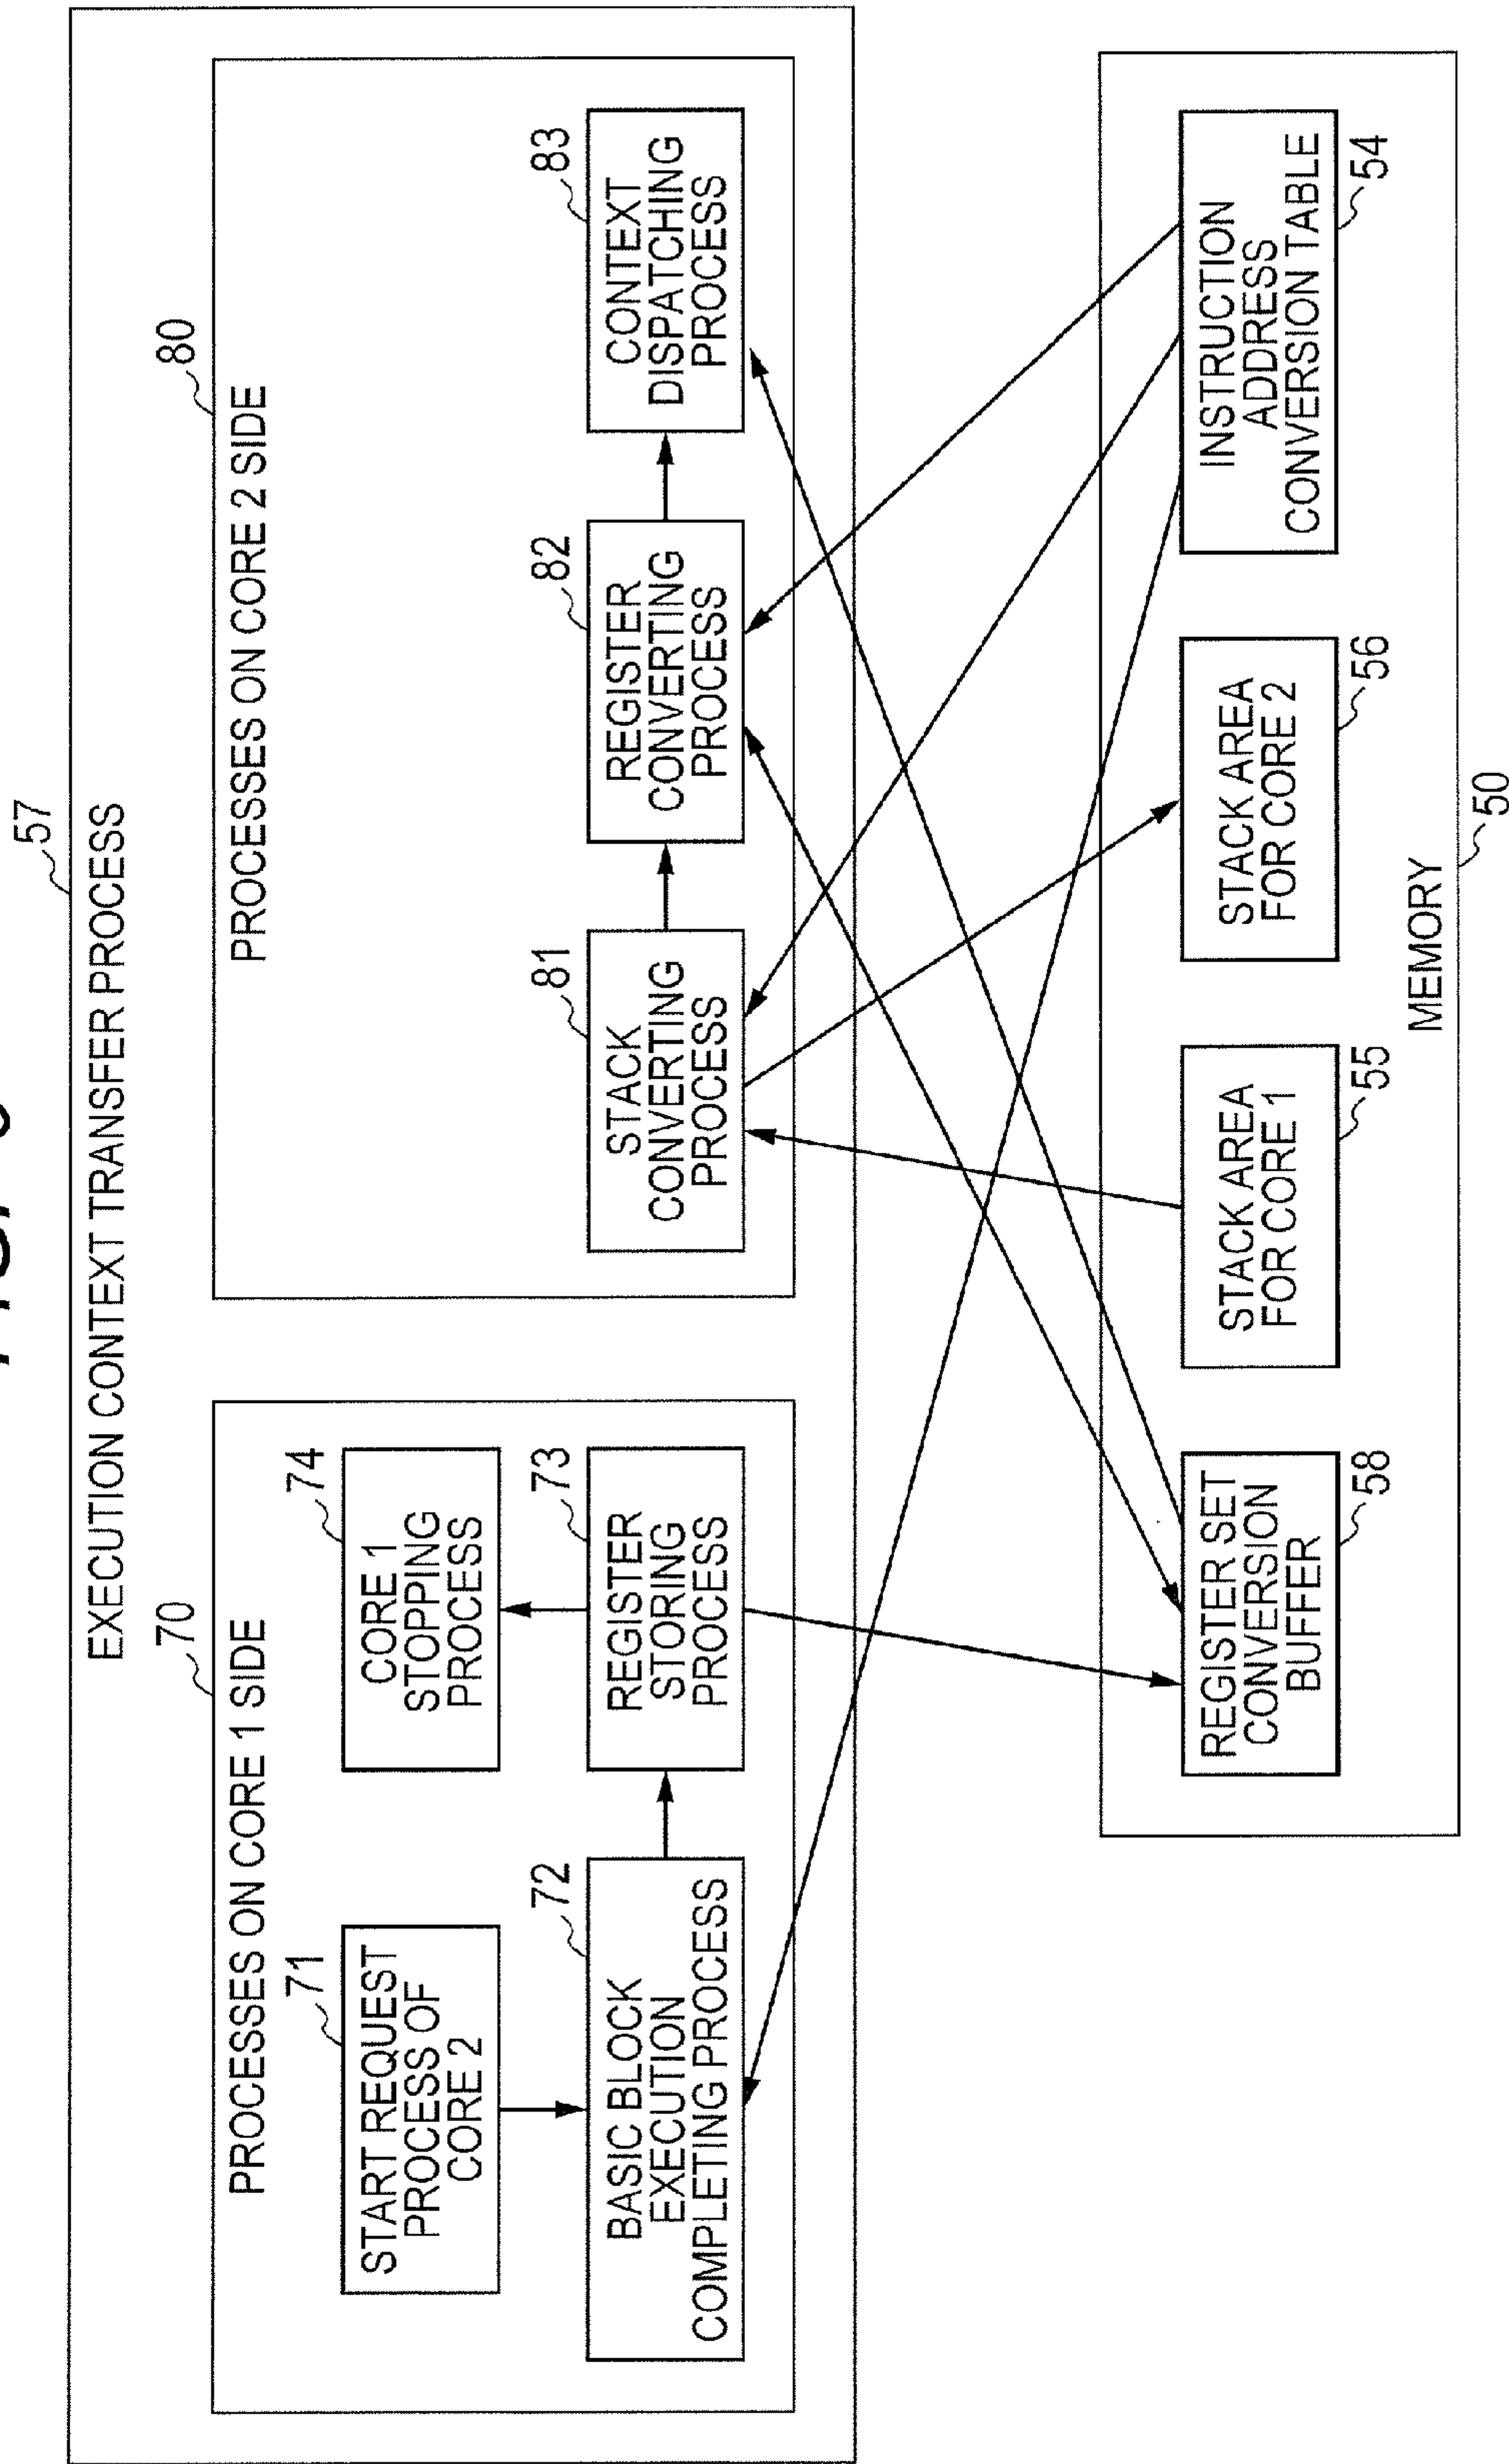 57
EXECUTION CONTEXT TRANSFER PROCESS
70
PROCESSES ON CORE 1 SIDE
71
START REQUEST
PROCESS OF
CORE 2
74
CORE 1
STOPPING
PROCESS
72
BASIC BLOCK
EXECUTION
COMPLETING PROCESS
73
REGISTER
STORING
PROCESS
80
PROCESSES ON CORE 2 SIDE
81
STACK
CONVERTING
PROCESS
82
REGISTER
CONVERTING
PROCESS
83
CONTEXT
DISPATCHING
PROCESS
REGISTER SET
CONVERSION
BUFFER
58
STACK AREA
FOR CORE 1
55
STACK AREA
FOR CORE 2
56
INSTRUCTION
ADDRESS
CONVERSION TABLE
54
MEMORY
50